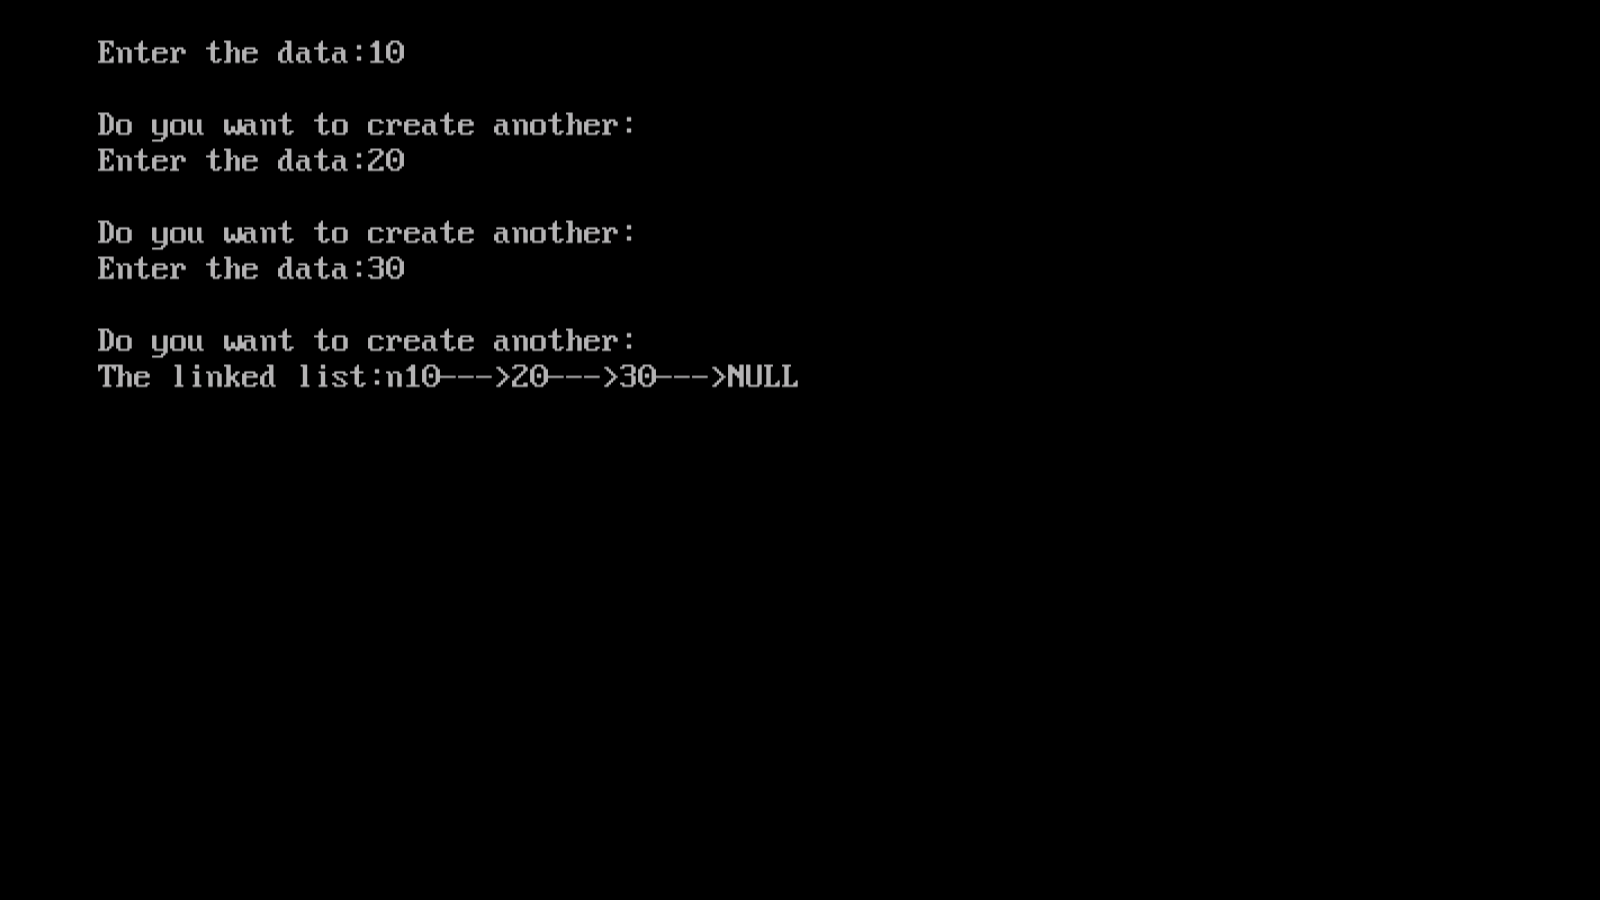 Enter the data:10
Do you want to create another:
Enter the data:20
Do you want to create another:
Enter the data:30
Do you want to create another:
The linked list:n10--->20--->30--->NULL